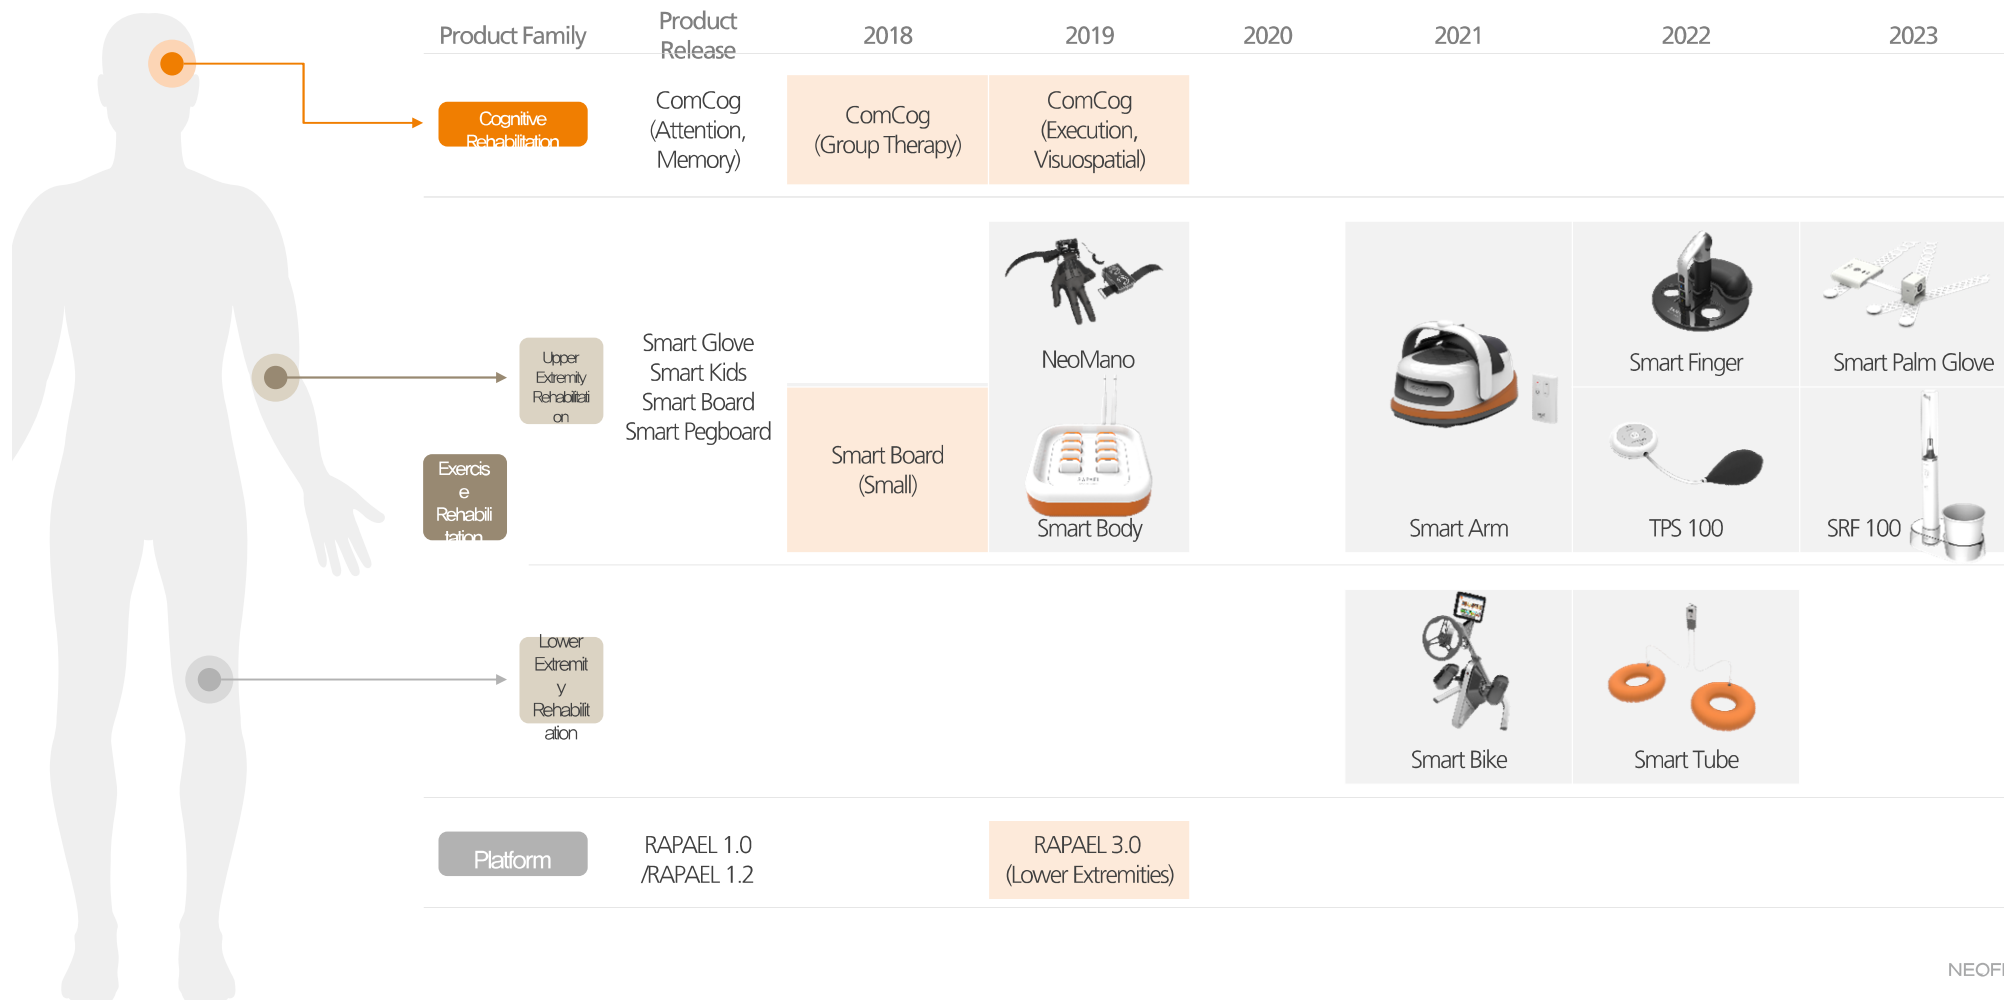 Product Family
Product
Release
2018
2019
2020
2021
2022
2023
Cognitive
Rehabilitation
ComCog
(Attention,
Memory)
ComCog
(Group Therapy)
ComCog
(Execution,
Visuospatial)
Exercis
e
Rehabili
tation
Upper
Extremity
Rehabilitati
on
Smart Glove
Smart Kids
Smart Board
Smart Pegboard
Smart Board
(Small)
NeoMano
RAPAEL
Smart Body
Smart Arm
Smart Finger
TPS 100
Smart Palm Glove
SRF 100
Lower
Extremit
y
Rehabilit
ation
Smart Bike
Smart Tube
Platform
RAPAEL 1.0
/RAPAEL 1.2
RAPAEL 3.0
(Lower Extremities)